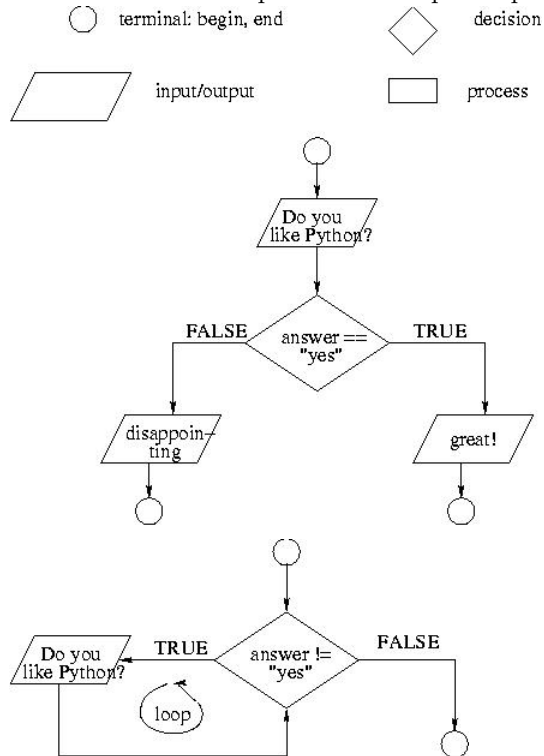 terminal: begin, end
decision
input/output
process
Do you
like Python?
FALSE
answer ==
"yes"
TRUE
disappoin-
ting
great!
Do you
like Python?
TRUE
answer !=
"yes"
FALSE
loop